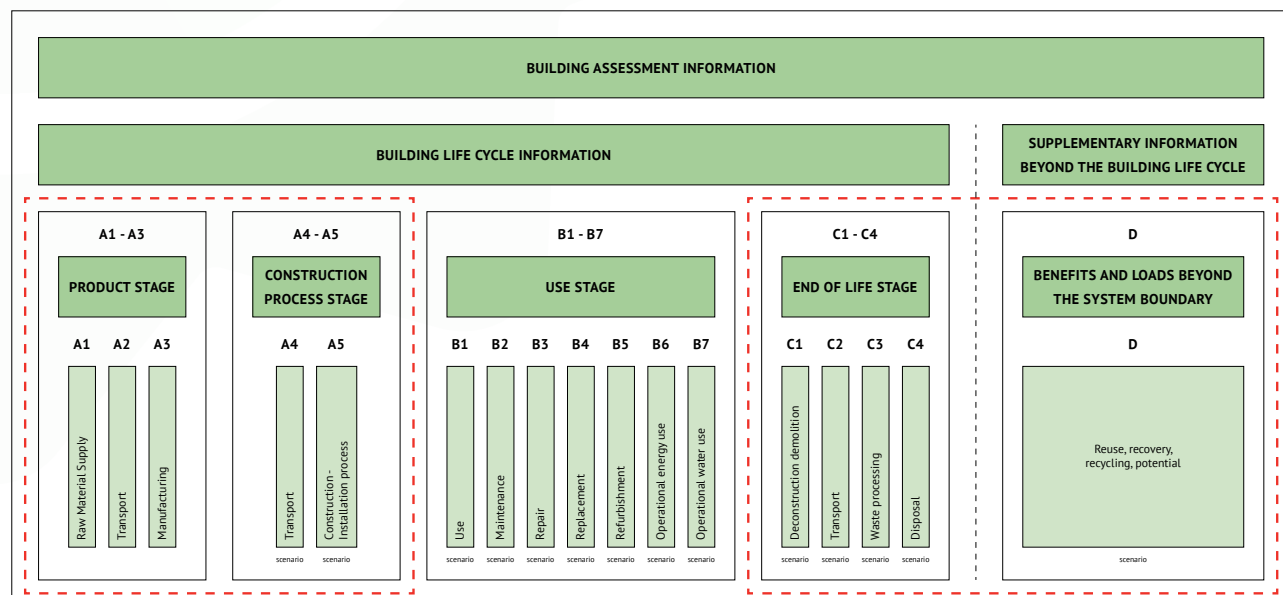 BUILDING ASSESSMENT INFORMATION
BUILDING LIFE CYCLE INFORMATION
SUPPLEMENTARY INFORMATION
BEYOND THE BUILDING LIFE CYCLE
A1 - A3
PRODUCT STAGE
A1 A2 A3
Raw Material Supply
Transport
Manufacturing
A4 - A5
CONSTRUCTION
PROCESS STAGE
A4 A5
Transport
Construction -
Installation process
scenario scenario
B1 - B7
USE STAGE
B1 B2 B3 B4 B5 B6 B7
Use
Maintenance
Repair
Replacement
Refurbishment
Operational energy use
Operational water use
scenario scenario scenario scenario scenario scenario scenario
C1 - C4
END OF LIFE STAGE
C1 C2 C3 C4
Deconstruction demolition
Transport
Waste processing
Disposal
scenario scenario scenario scenario
D
BENEFITS AND LOADS BEYOND
THE SYSTEM BOUNDARY
D
Reuse, recovery,
recycling, potential
scenario